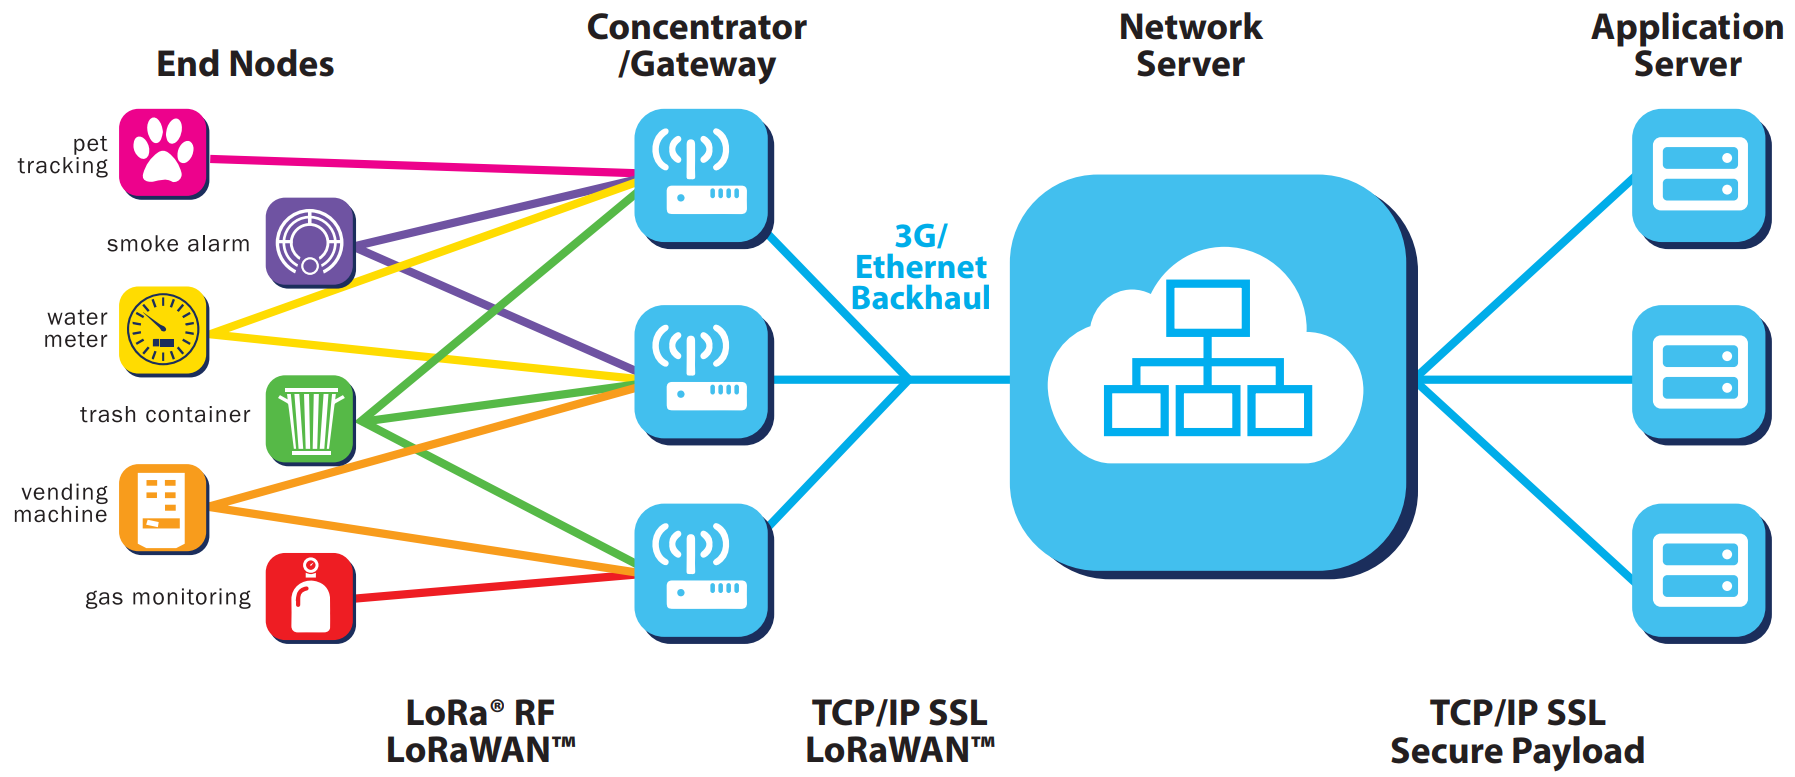 End Nodes
Concentrator
/Gateway
Network
Server
Application
Server
pet
tracking
smoke alarm
water
meter
trash container
vending
machine
gas monitoring
3G/
Ethernet
Backhaul
LoRa® RF
LoRaWAN™
TCP/IP SSL
LoRaWAN™
TCP/IP SSL
Secure Payload